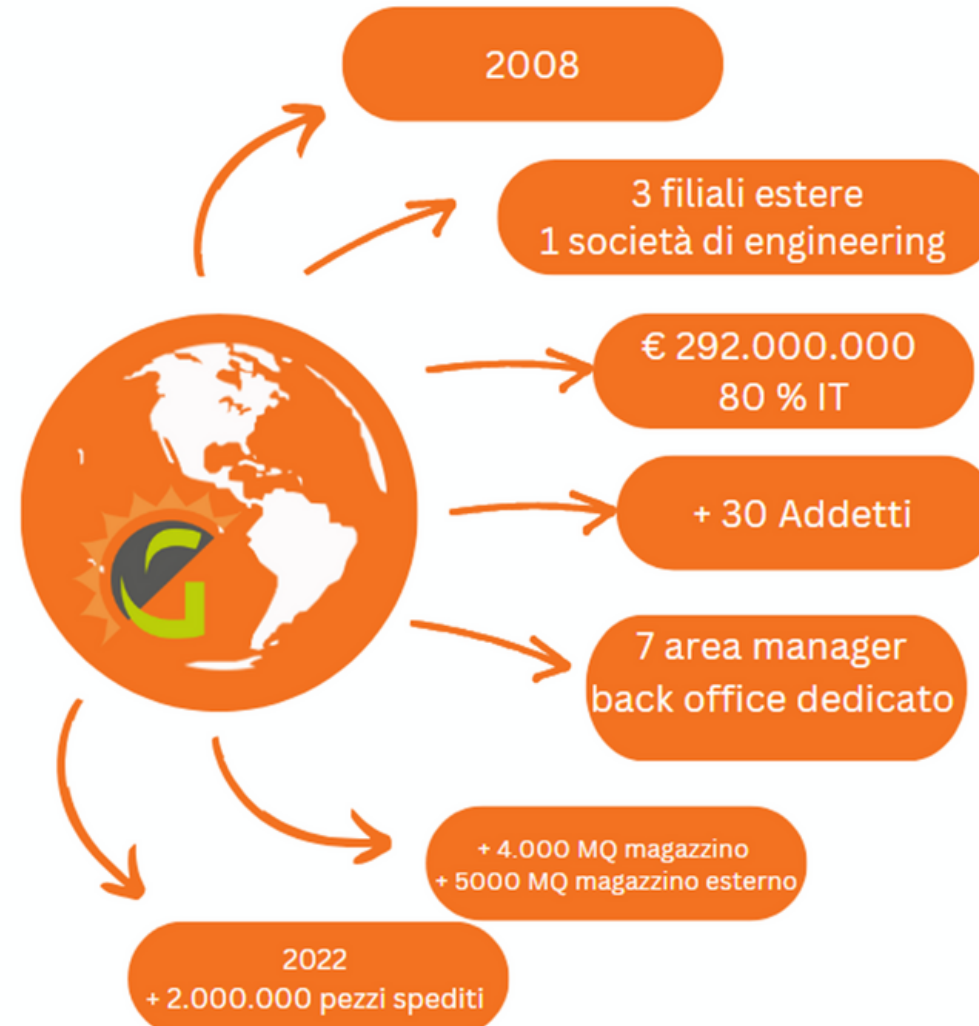 2008
3 filiali estere
1 società di engineering
€ 292.000.000
80 % IT
+ 30 Addetti
7 area manager
back office dedicato
+ 4.000 MQ magazzino
+ 5000 MQ magazzino esterno
2022
+ 2.000.000 pezzi spediti